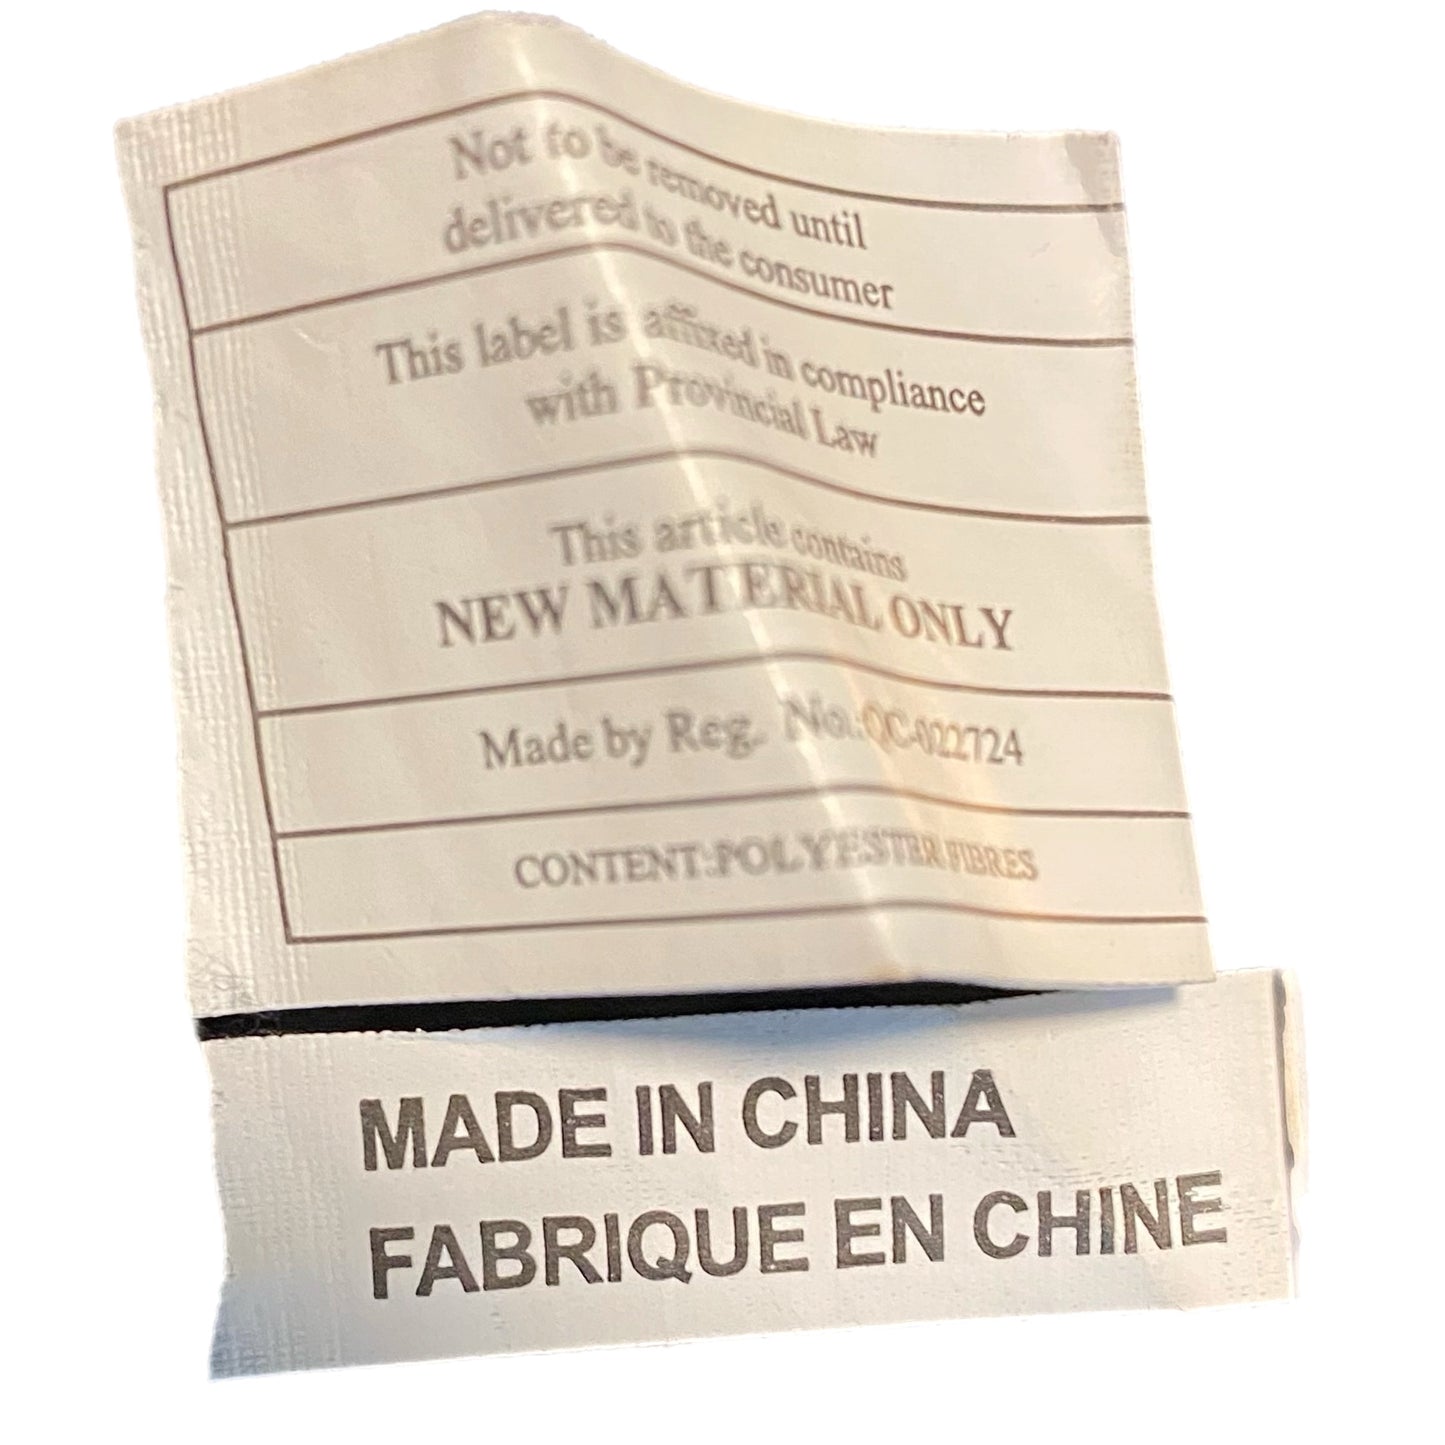 Not to be removed until
delivered to the consumer
This label is affixed in compliance
with Provincial Law
This article contains
NEW MATERIAL ONLY
Made by Reg. No.:QC-022724
CONTENT:POLYESTER FIBRES
MADE IN CHINA
FABRIQUE EN CHINE